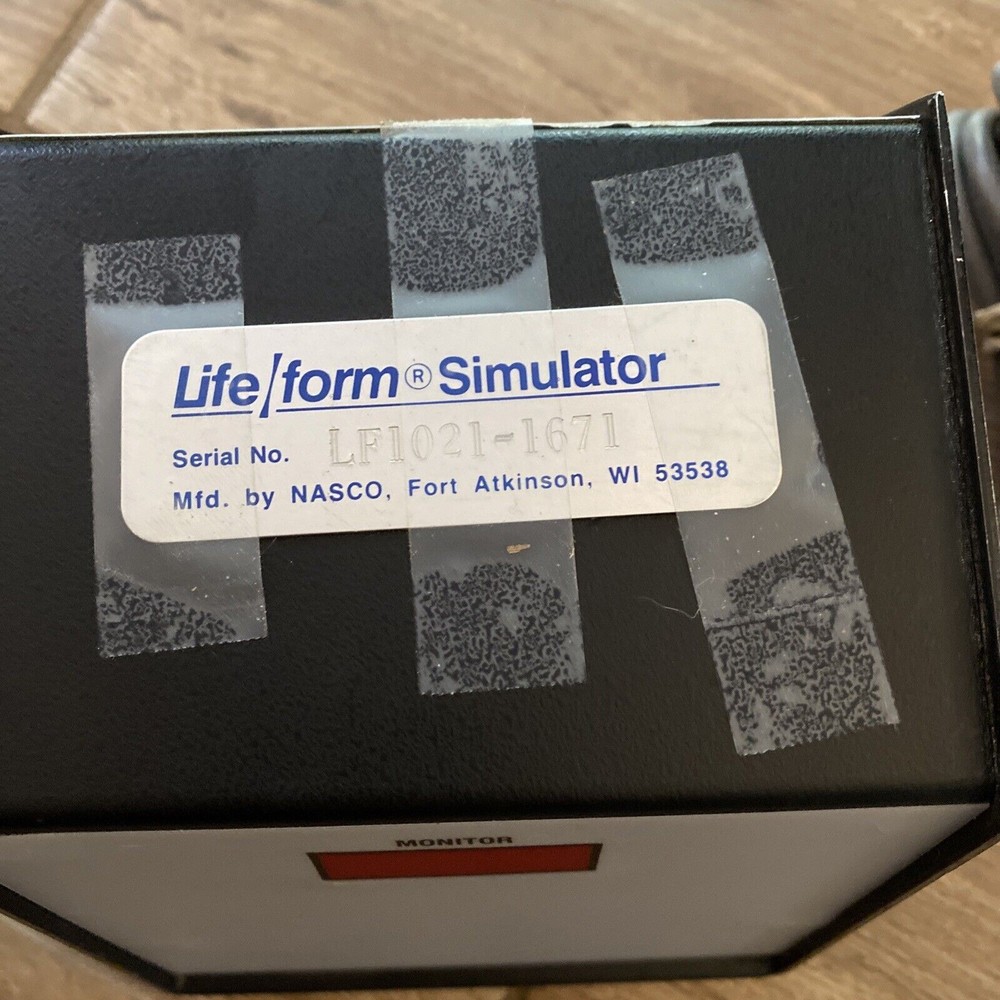 Life/form® Simulator
Serial No. LF1021-1671
Mfd. by NASCO, Fort Atkinson, WI 53538
MONITOR